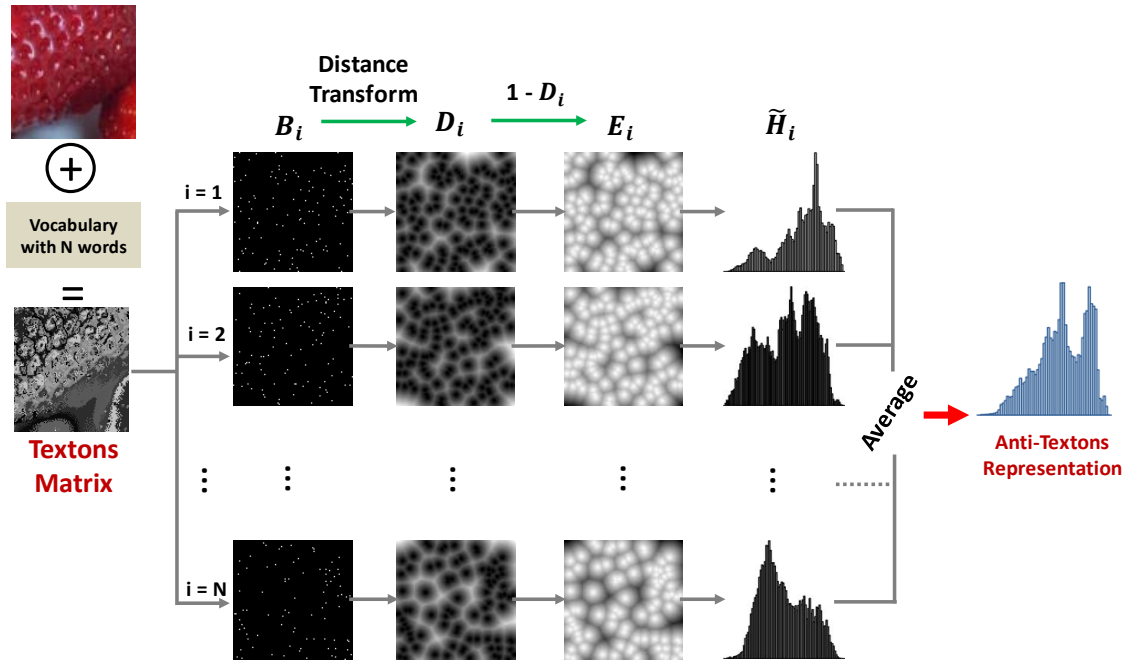 Distance
Transform
1 - D_i
B_i
D_i
E_i
H̃_i
+
i = 1
Vocabulary
with N words
=
i = 2
Average
Textons
Matrix
Anti-Textons
Representation
⋮ ⋮ ⋮ ⋮ ⋮
i = N